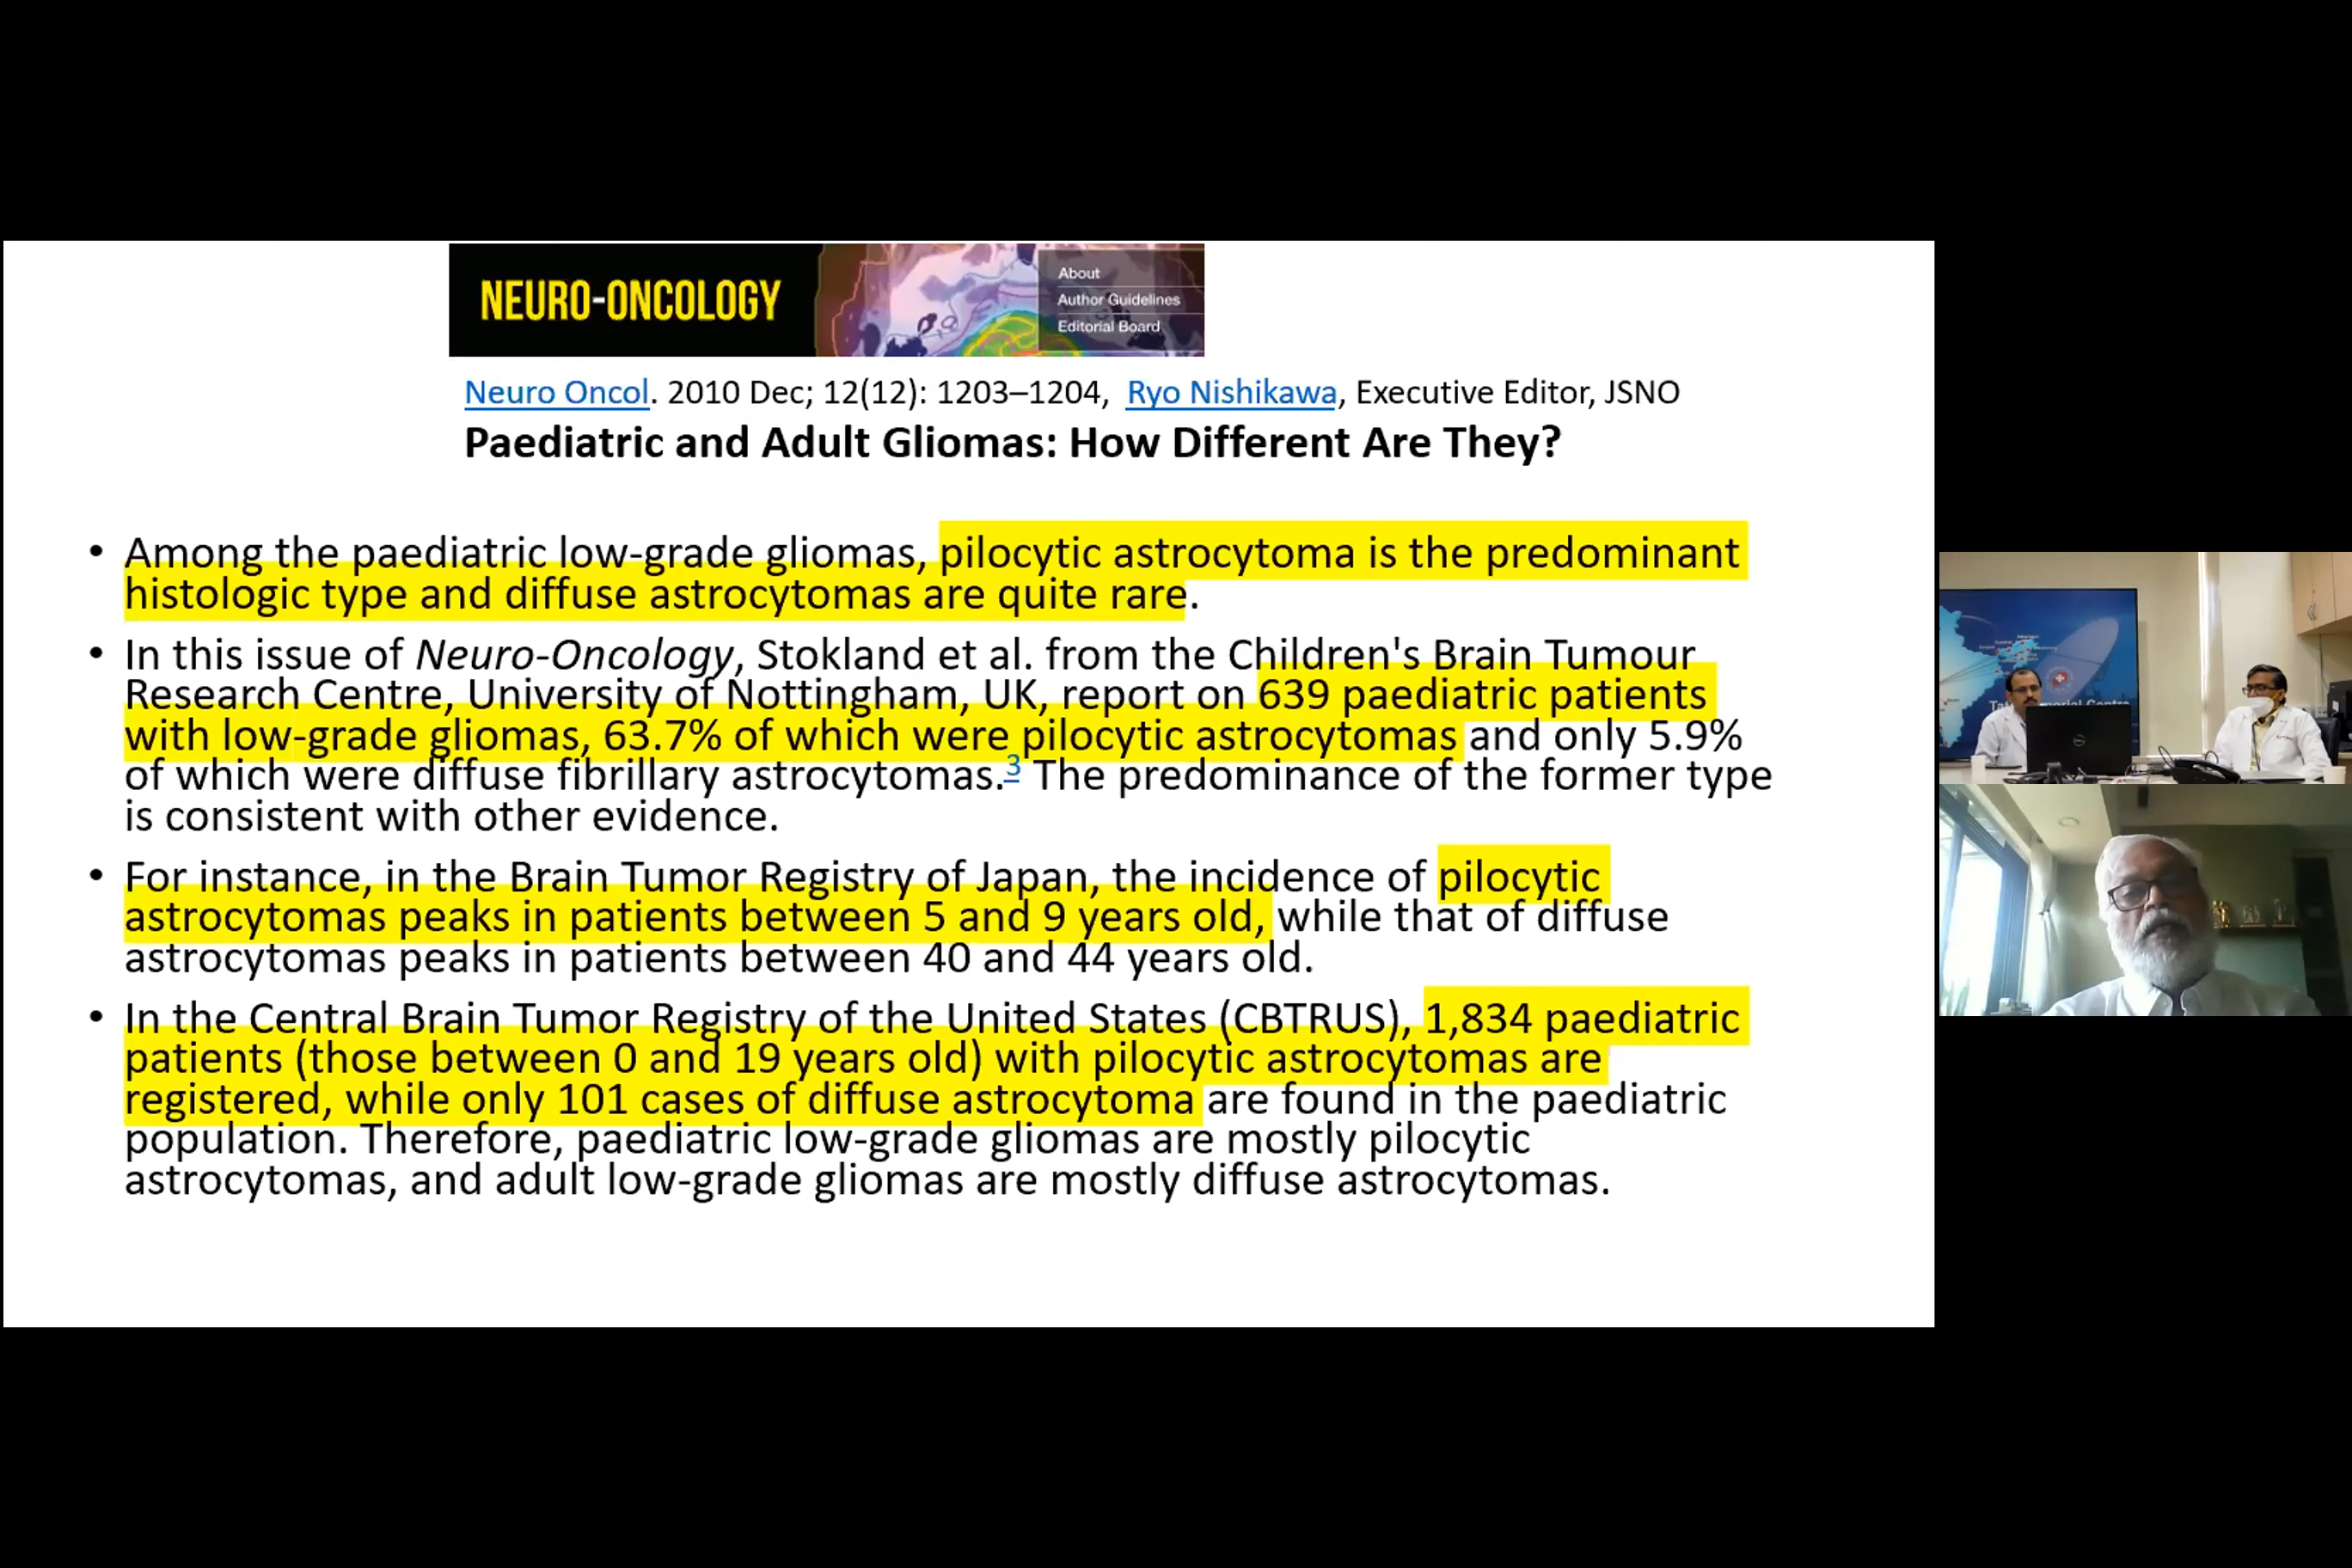 NEURO-ONCOLOGY
About
Author Guidelines
Editorial Board
Neuro Oncol. 2010 Dec; 12(12): 1203–1204, Ryo Nishikawa, Executive Editor, JSNO
Paediatric and Adult Gliomas: How Different Are They?
• Among the paediatric low-grade gliomas, pilocytic astrocytoma is the predominant
histologic type and diffuse astrocytomas are quite rare.
• In this issue of Neuro-Oncology, Stokland et al. from the Children's Brain Tumour
Research Centre, University of Nottingham, UK, report on 639 paediatric patients
with low-grade gliomas, 63.7% of which were pilocytic astrocytomas and only 5.9%
of which were diffuse fibrillary astrocytomas.3 The predominance of the former type
is consistent with other evidence.
• For instance, in the Brain Tumor Registry of Japan, the incidence of pilocytic
astrocytomas peaks in patients between 5 and 9 years old, while that of diffuse
astrocytomas peaks in patients between 40 and 44 years old.
• In the Central Brain Tumor Registry of the United States (CBTRUS), 1,834 paediatric
patients (those between 0 and 19 years old) with pilocytic astrocytomas are
registered, while only 101 cases of diffuse astrocytoma are found in the paediatric
population. Therefore, paediatric low-grade gliomas are mostly pilocytic
astrocytomas, and adult low-grade gliomas are mostly diffuse astrocytomas.